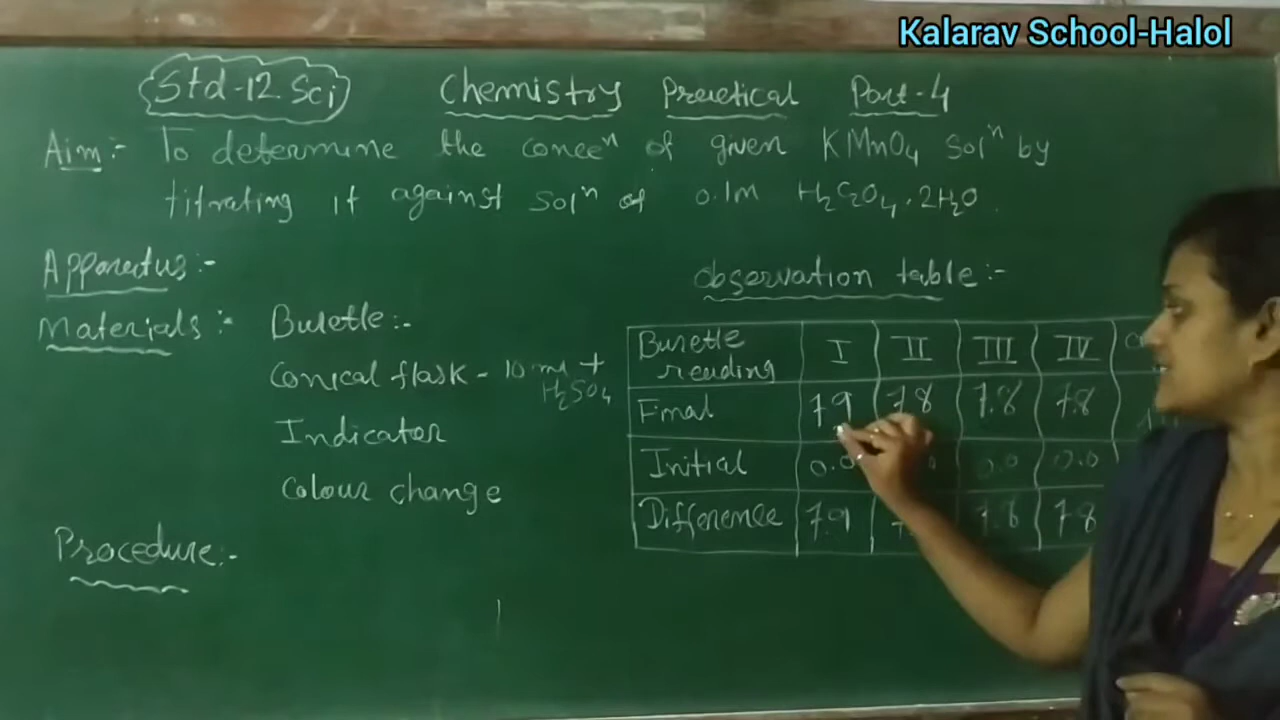 Kalarav School-Halol
Std-12.Sci Chemistry Practical Part-4
Aim:- To determine the concen of given KMnO4 soln by
titrating it against soln of 0.1m H2C2O4.2H2O
Apparatus:-
Materials:- Burette:-
Conical flask - 10 ml + H2SO4
Indicator
Colour change
Procedure:-
Observation table:-
Burette reading I II III IV
Final 7.9 7.8 7.8 7.8
Initial 0.0 0.0 0.0
Difference 7.9 7.8 7.8